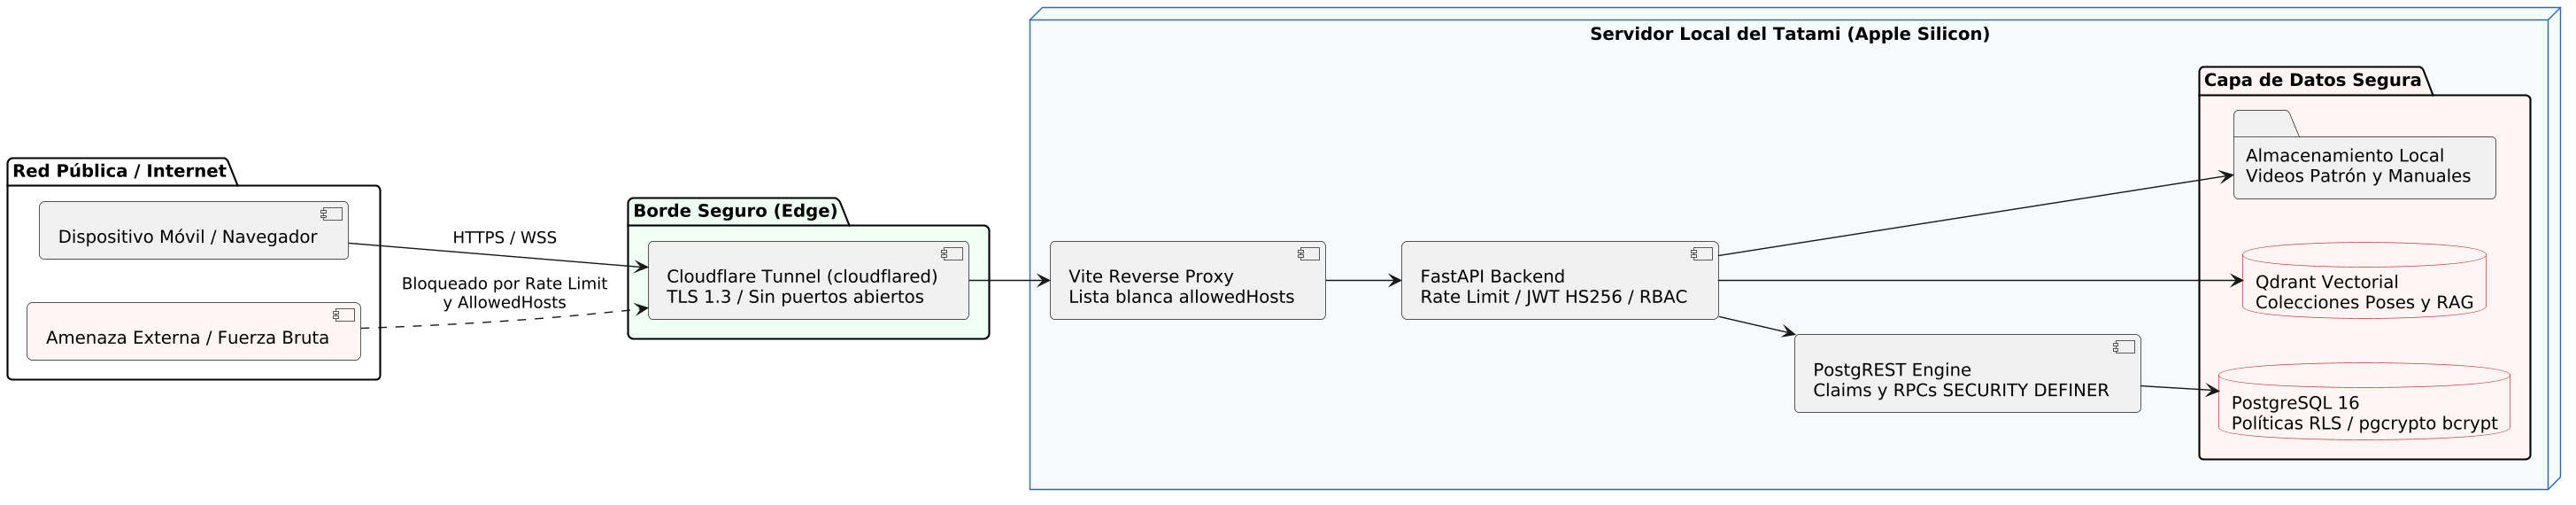 Servidor Local del Tatami (Apple Silicon)
Capa de Datos Segura
Almacenamiento Local
Videos Patrón y Manuales
Red Pública / Internet
Dispositivo Móvil / Navegador
HTTPS / WSS
Borde Seguro (Edge)
Cloudflare Tunnel (cloudflared)
TLS 1.3 / Sin puertos abiertos
Vite Reverse Proxy
Lista blanca allowedHosts
FastAPI Backend
Rate Limit / JWT HS256 / RBAC
Qdrant Vectorial
Colecciones Poses y RAG
Bloqueado por Rate Limit
y AllowedHosts
Amenaza Externa / Fuerza Bruta
PostgREST Engine
Claims y RPCs SECURITY DEFINER
PostgreSQL 16
Políticas RLS / pgcrypto bcrypt